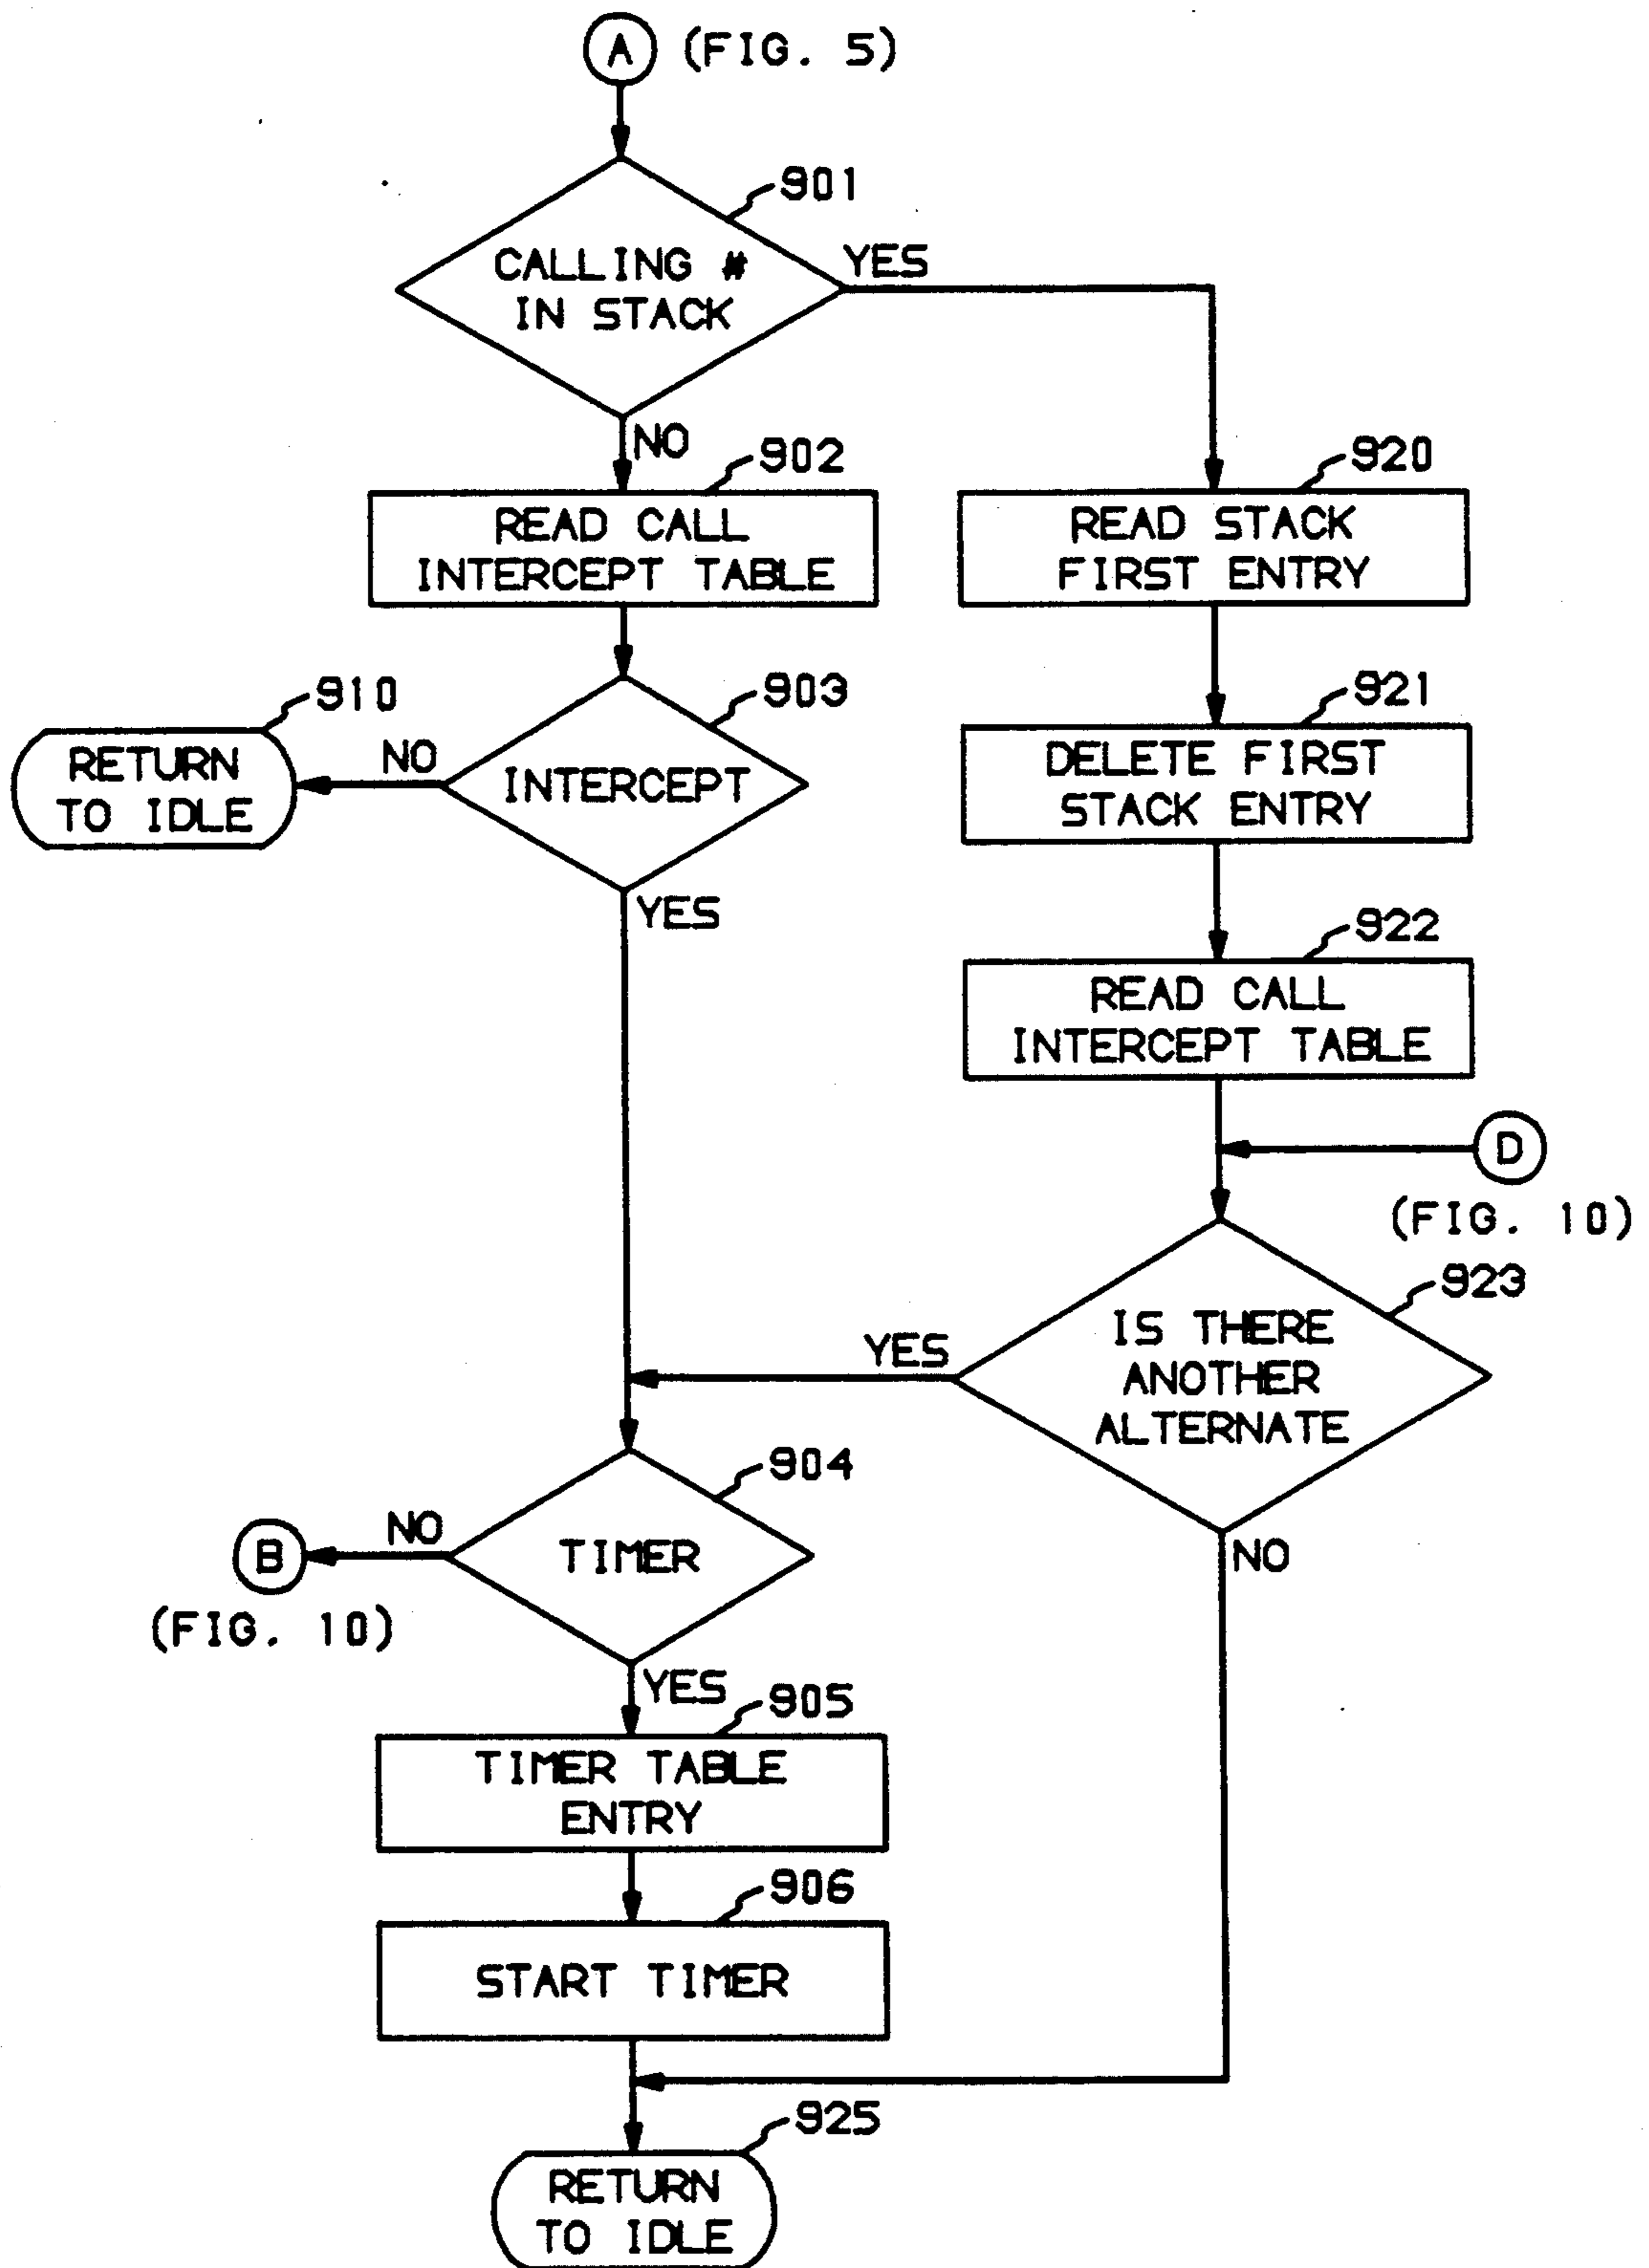 A (FIG. 5)
901
CALLING #
IN STACK
YES
NO
902
READ CALL
INTERCEPT TABLE
920
READ STACK
FIRST ENTRY
910
RETURN
TO IDLE
NO
903
INTERCEPT
YES
921
DELETE FIRST
STACK ENTRY
922
READ CALL
INTERCEPT TABLE
D
(FIG. 10)
923
IS THERE
ANOTHER
ALTERNATE
YES
NO
904
TIMER
NO
B
(FIG. 10)
YES
905
TIMER TABLE
ENTRY
906
START TIMER
925
RETURN
TO IDLE